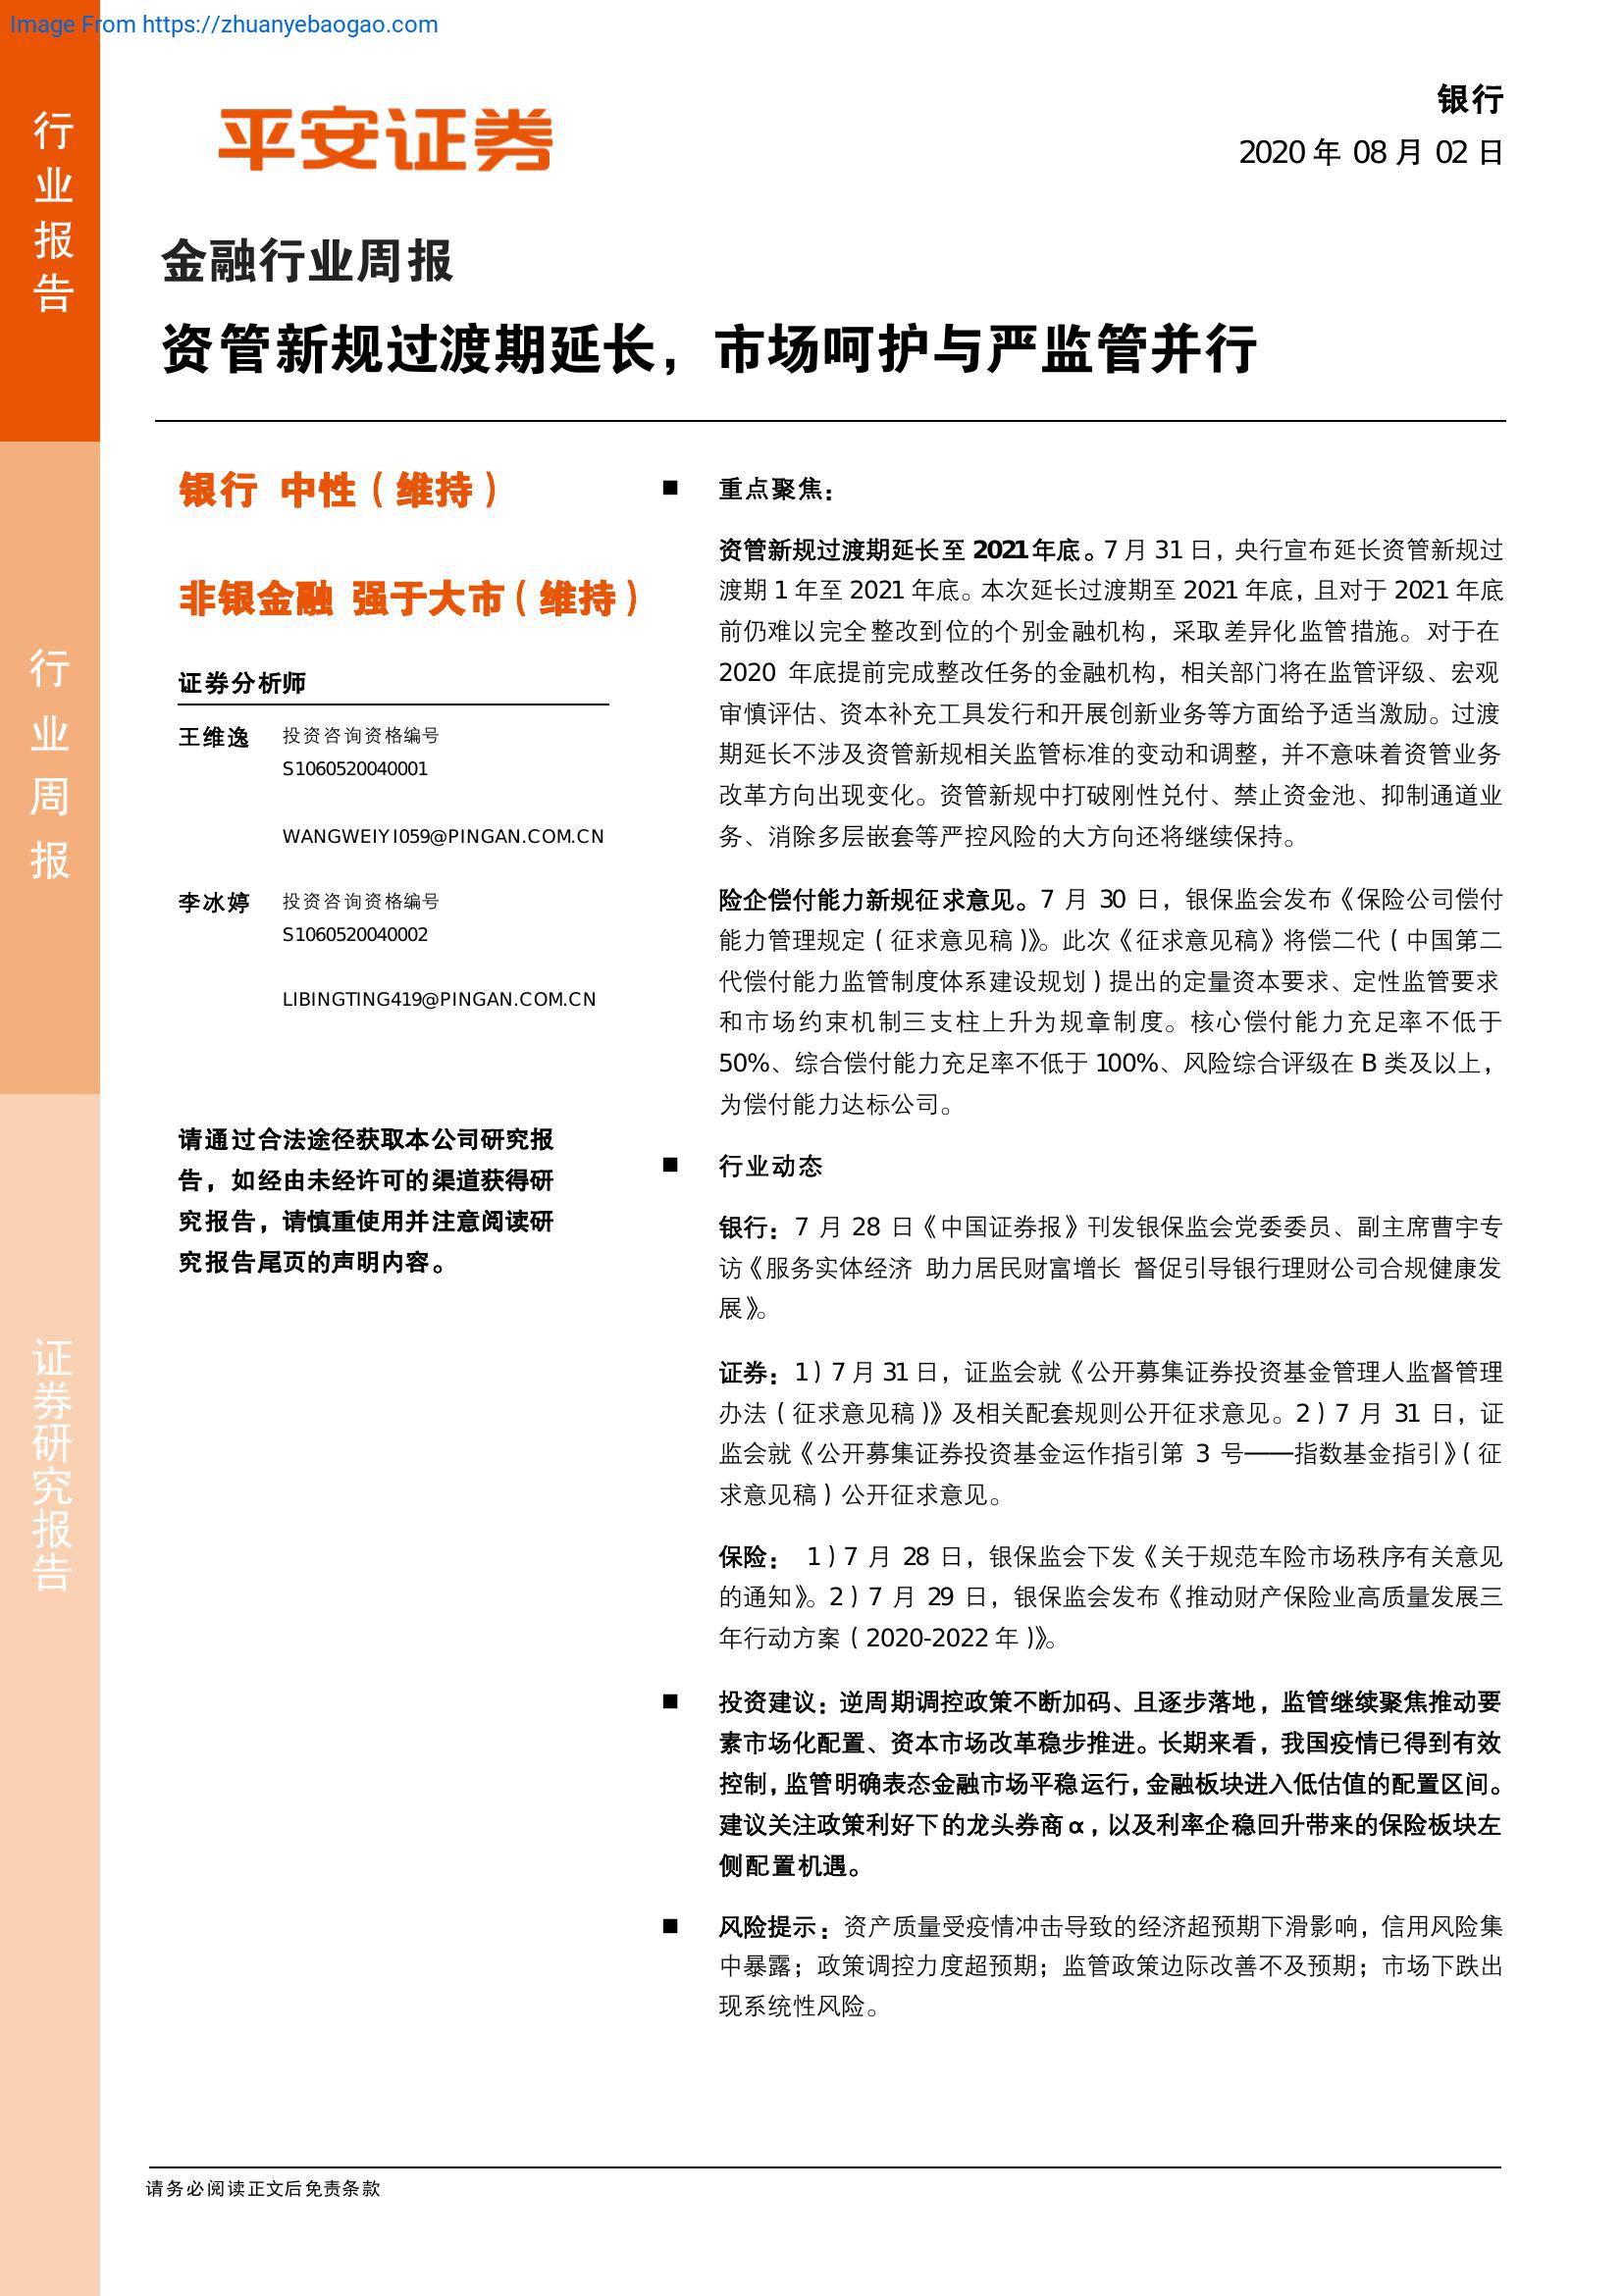 Image From https://zhuanyebaogao.com
行业报告
行业周报
证券研究报告
平安证券
银行
2020 年 08 月 02 日
金融行业周报
资管新规过渡期延长，市场呵护与严监管并行
银行 中性（维持）
非银金融 强于大市（维持）
证券分析师
王维逸 投资咨询资格编号
S1060520040001
WANGWEIYI059@PINGAN.COM.CN
李冰婷 投资咨询资格编号
S1060520040002
LIBINGTING419@PINGAN.COM.CN
请通过合法途径获取本公司研究报
告，如经由未经许可的渠道获得研
究报告，请慎重使用并注意阅读研
究报告尾页的声明内容。
■ 重点聚焦：
资管新规过渡期延长至 2021 年底。7 月 31 日，央行宣布延长资管新规过
渡期 1 年至 2021 年底。本次延长过渡期至 2021 年底，且对于 2021 年底
前仍难以完全整改到位的个别金融机构，采取差异化监管措施。对于在
2020 年底提前完成整改任务的金融机构，相关部门将在监管评级、宏观
审慎评估、资本补充工具发行和开展创新业务等方面给予适当激励。过渡
期延长不涉及资管新规相关监管标准的变动和调整，并不意味着资管业务
改革方向出现变化。资管新规中打破刚性兑付、禁止资金池、抑制通道业
务、消除多层嵌套等严控风险的大方向还将继续保持。
险企偿付能力新规征求意见。7 月 30 日，银保监会发布《保险公司偿付
能力管理规定（征求意见稿）》。此次《征求意见稿》将偿二代（中国第二
代偿付能力监管制度体系建设规划）提出的定量资本要求、定性监管要求
和市场约束机制三支柱上升为规章制度。核心偿付能力充足率不低于
50%、综合偿付能力充足率不低于 100%、风险综合评级在 B 类及以上，
为偿付能力达标公司。
■ 行业动态
银行：7 月 28 日《中国证券报》刊发银保监会党委委员、副主席曹宇专
访《服务实体经济 助力居民财富增长 督促引导银行理财公司合规健康发
展》。
证券：1）7 月 31 日，证监会就《公开募集证券投资基金管理人监督管理
办法（征求意见稿）》及相关配套规则公开征求意见。2）7 月 31 日，证
监会就《公开募集证券投资基金运作指引第 3 号——指数基金指引》（征
求意见稿）公开征求意见。
保险： 1）7 月 28 日，银保监会下发《关于规范车险市场秩序有关意见
的通知》。2）7 月 29 日，银保监会发布《推动财产保险业高质量发展三
年行动方案（2020-2022 年）》。
■ 投资建议：逆周期调控政策不断加码、且逐步落地，监管继续聚焦推动要
素市场化配置、资本市场改革稳步推进。长期来看，我国疫情已得到有效
控制，监管明确表态金融市场平稳运行，金融板块进入低估值的配置区间。
建议关注政策利好下的龙头券商α，以及利率企稳回升带来的保险板块左
侧配置机遇。
■ 风险提示：资产质量受疫情冲击导致的经济超预期下滑影响，信用风险集
中暴露；政策调控力度超预期；监管政策边际改善不及预期；市场下跌出
现系统性风险。
请务必阅读正文后免责条款